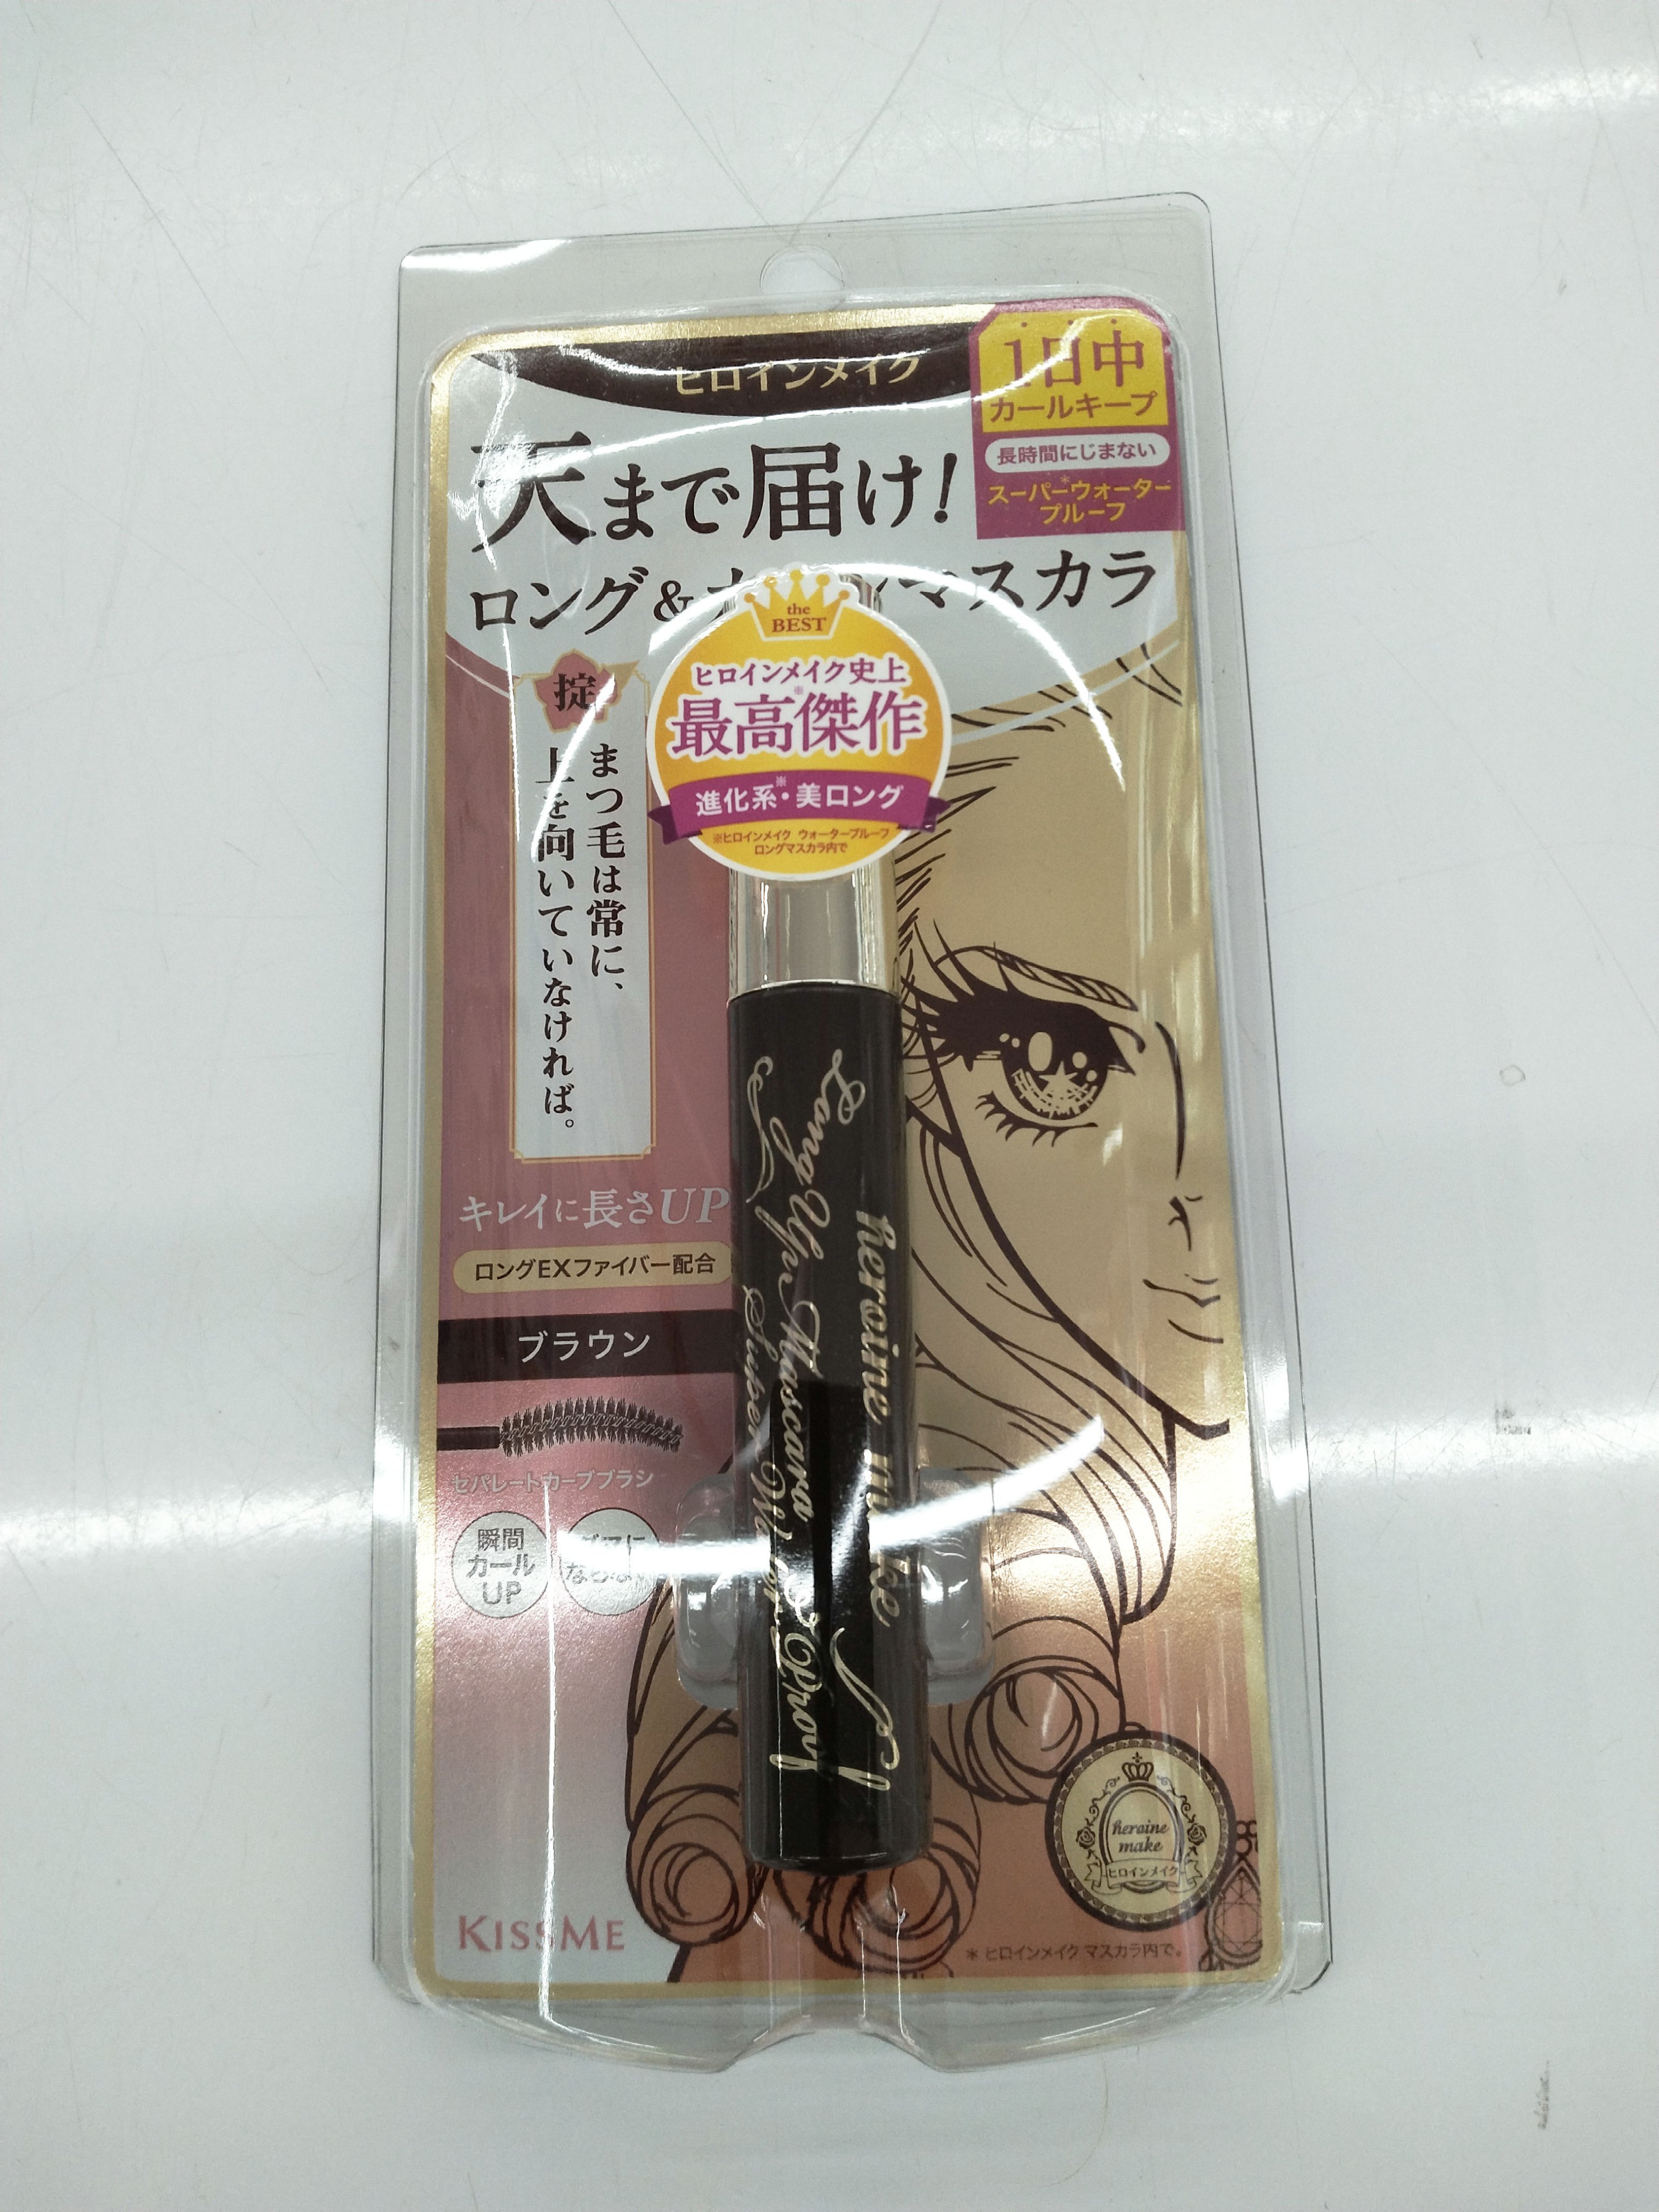 ヒロインメイク
1日中
カールキープ
長時間にじまない
スーパー*ウォーター
プルーフ
天まで届け!
ロング& マスカラ
the
BEST
ヒロインメイク史上
最高傑作※
進化系※・美ロング
※ヒロインメイク ウォータープルーフ
ロングマスカラ内で
掟
まつ毛は常に、
上を向いていなければ。
キレイに長さUP
ロングEXファイバー配合
ブラウン
セパレートカーブブラシ
瞬間
カール
UP
heroine make
Long Up Mascara
Super WaterProof
heroine
make
ヒロインメイク
KISSME
* ヒロインメイク マスカラ内で。